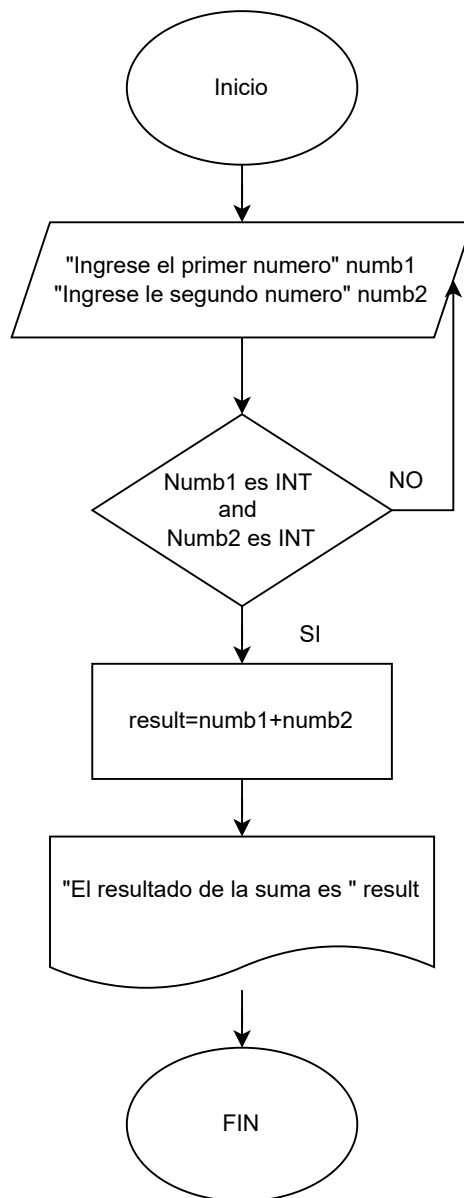 Inicio
"Ingrese el primer numero" numb1
"Ingrese le segundo numero" numb2
Numb1 es INT
and
Numb2 es INT
NO
SI
result=numb1+numb2
"El resultado de la suma es " result
FIN